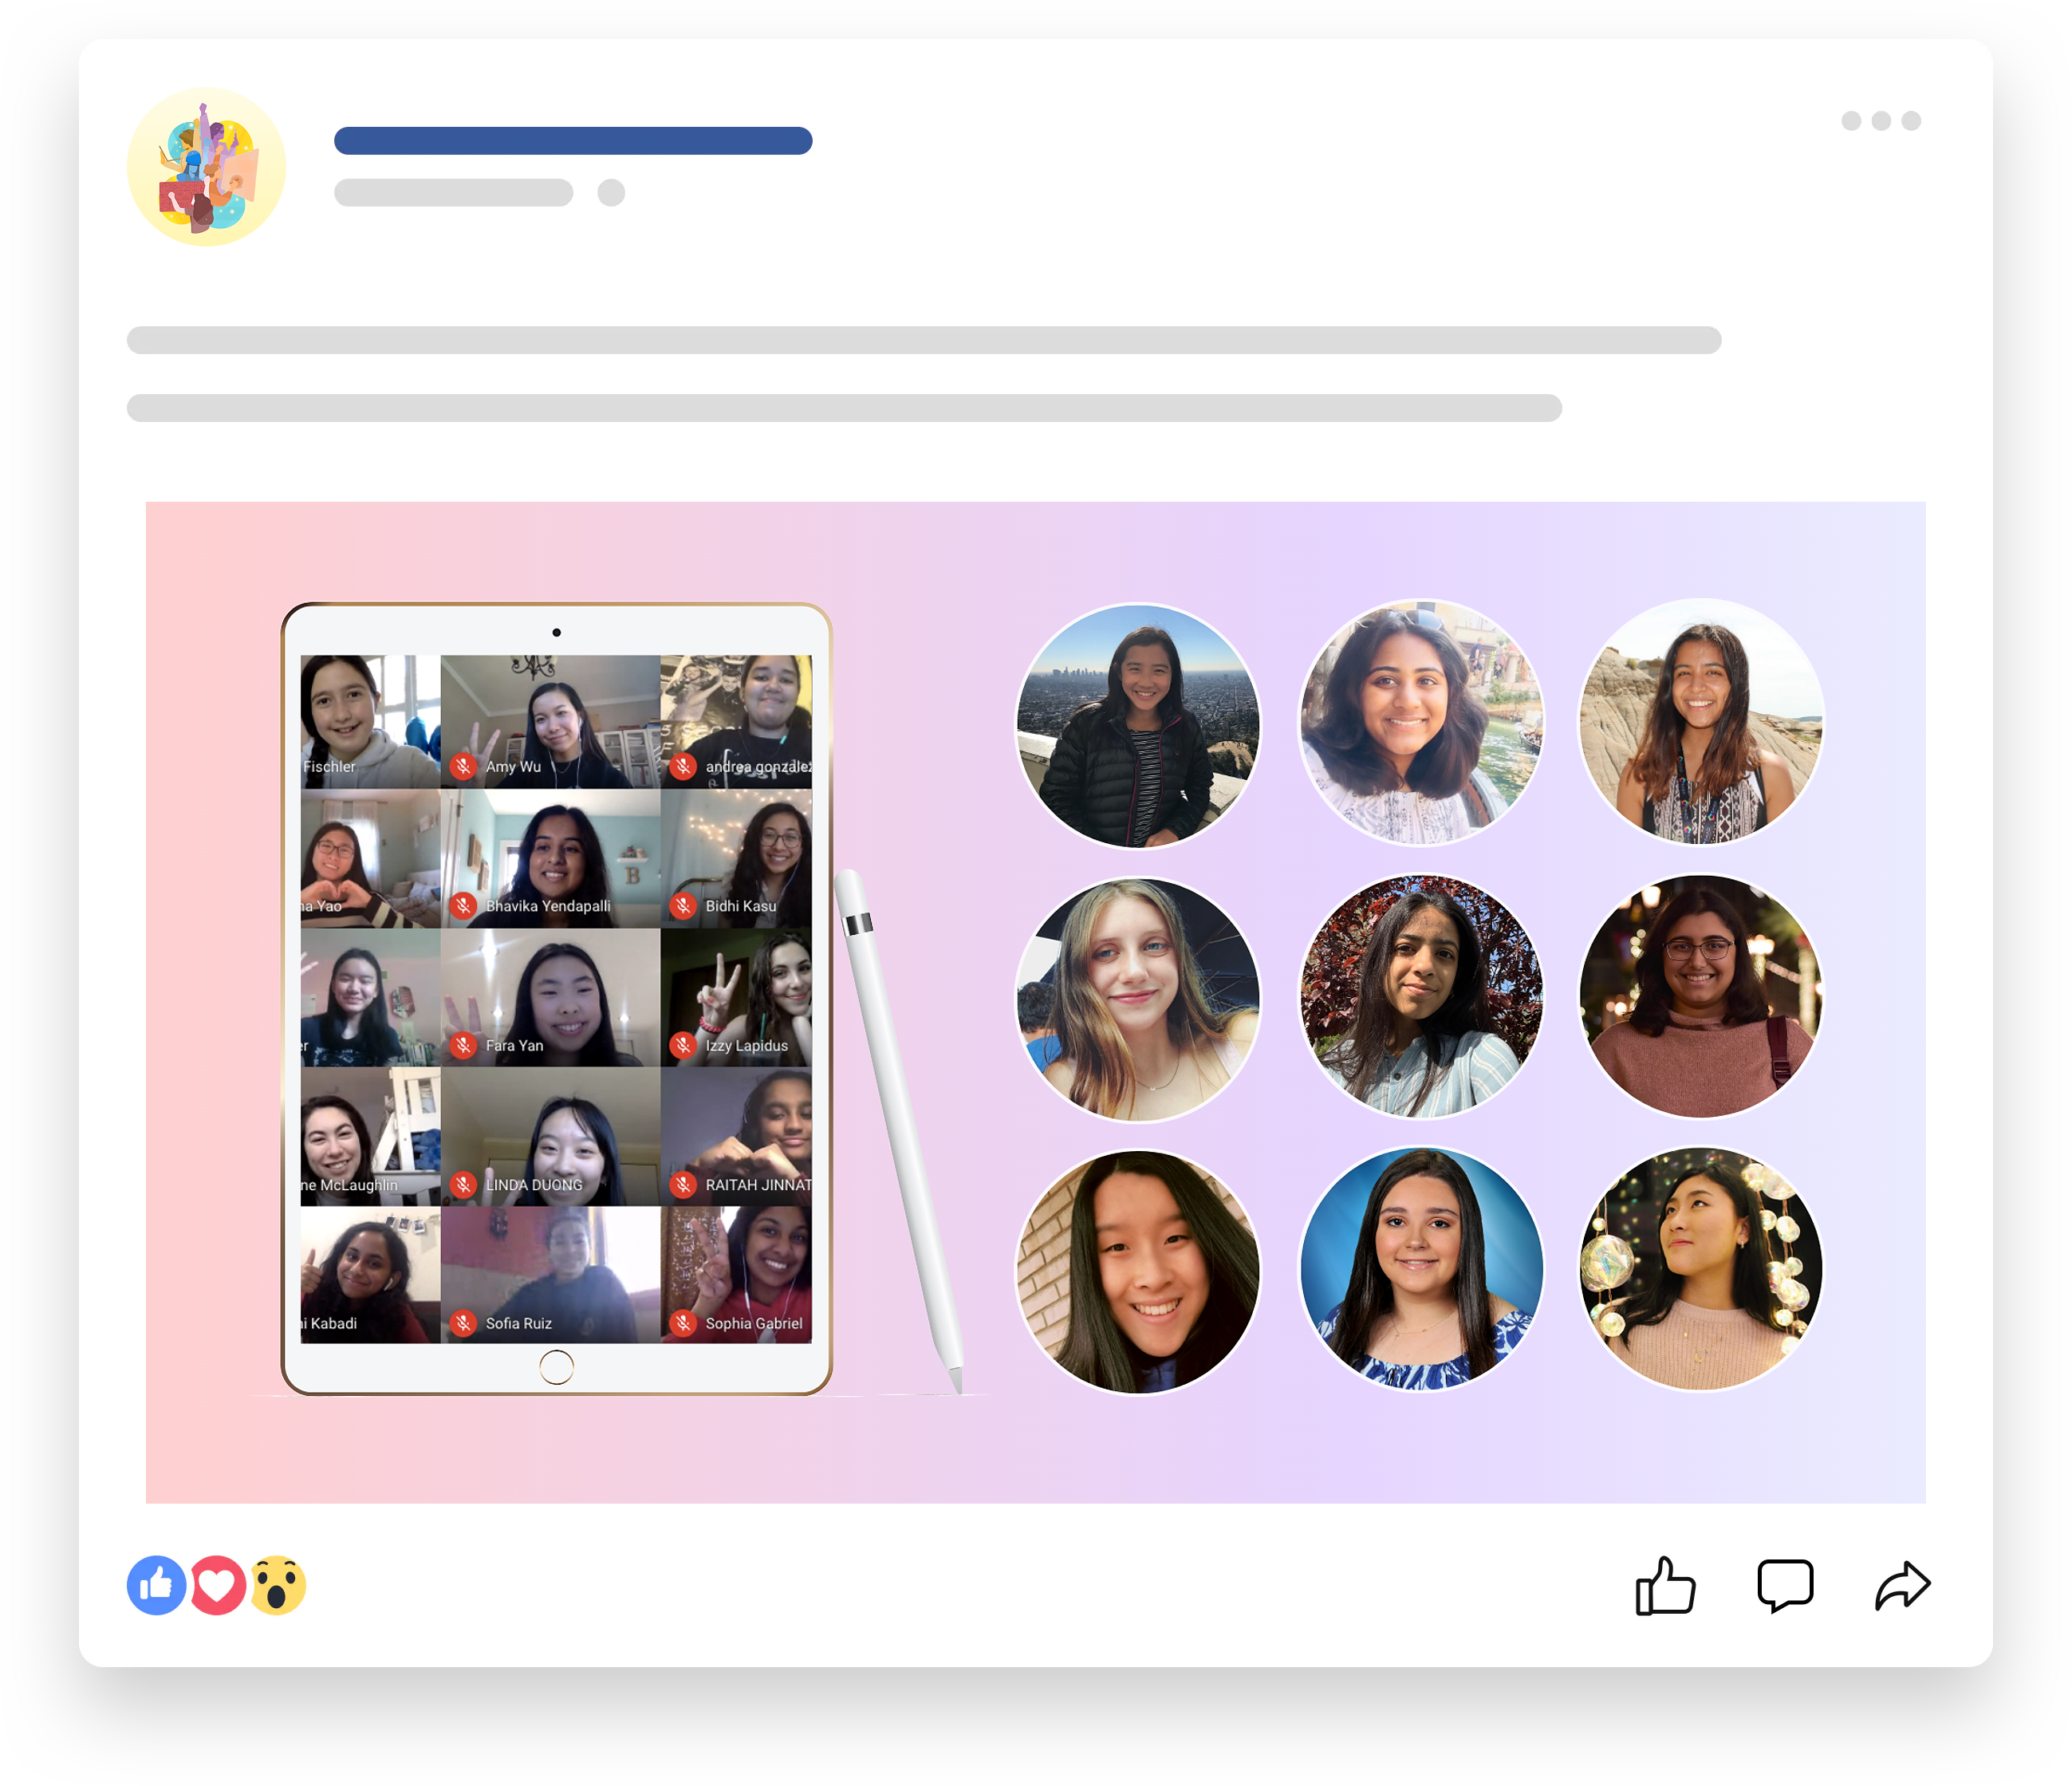 Fischler
Amy Wu
andrea gonzalez
na Yao
Bhavika Yendapalli
Bidhi Kasu
er
Fara Yan
Izzy Lapidus
ne McLaughlin
LINDA DUONG
RAITAH JINNAT
ni Kabadi
Sofia Ruiz
Sophia Gabriel
B